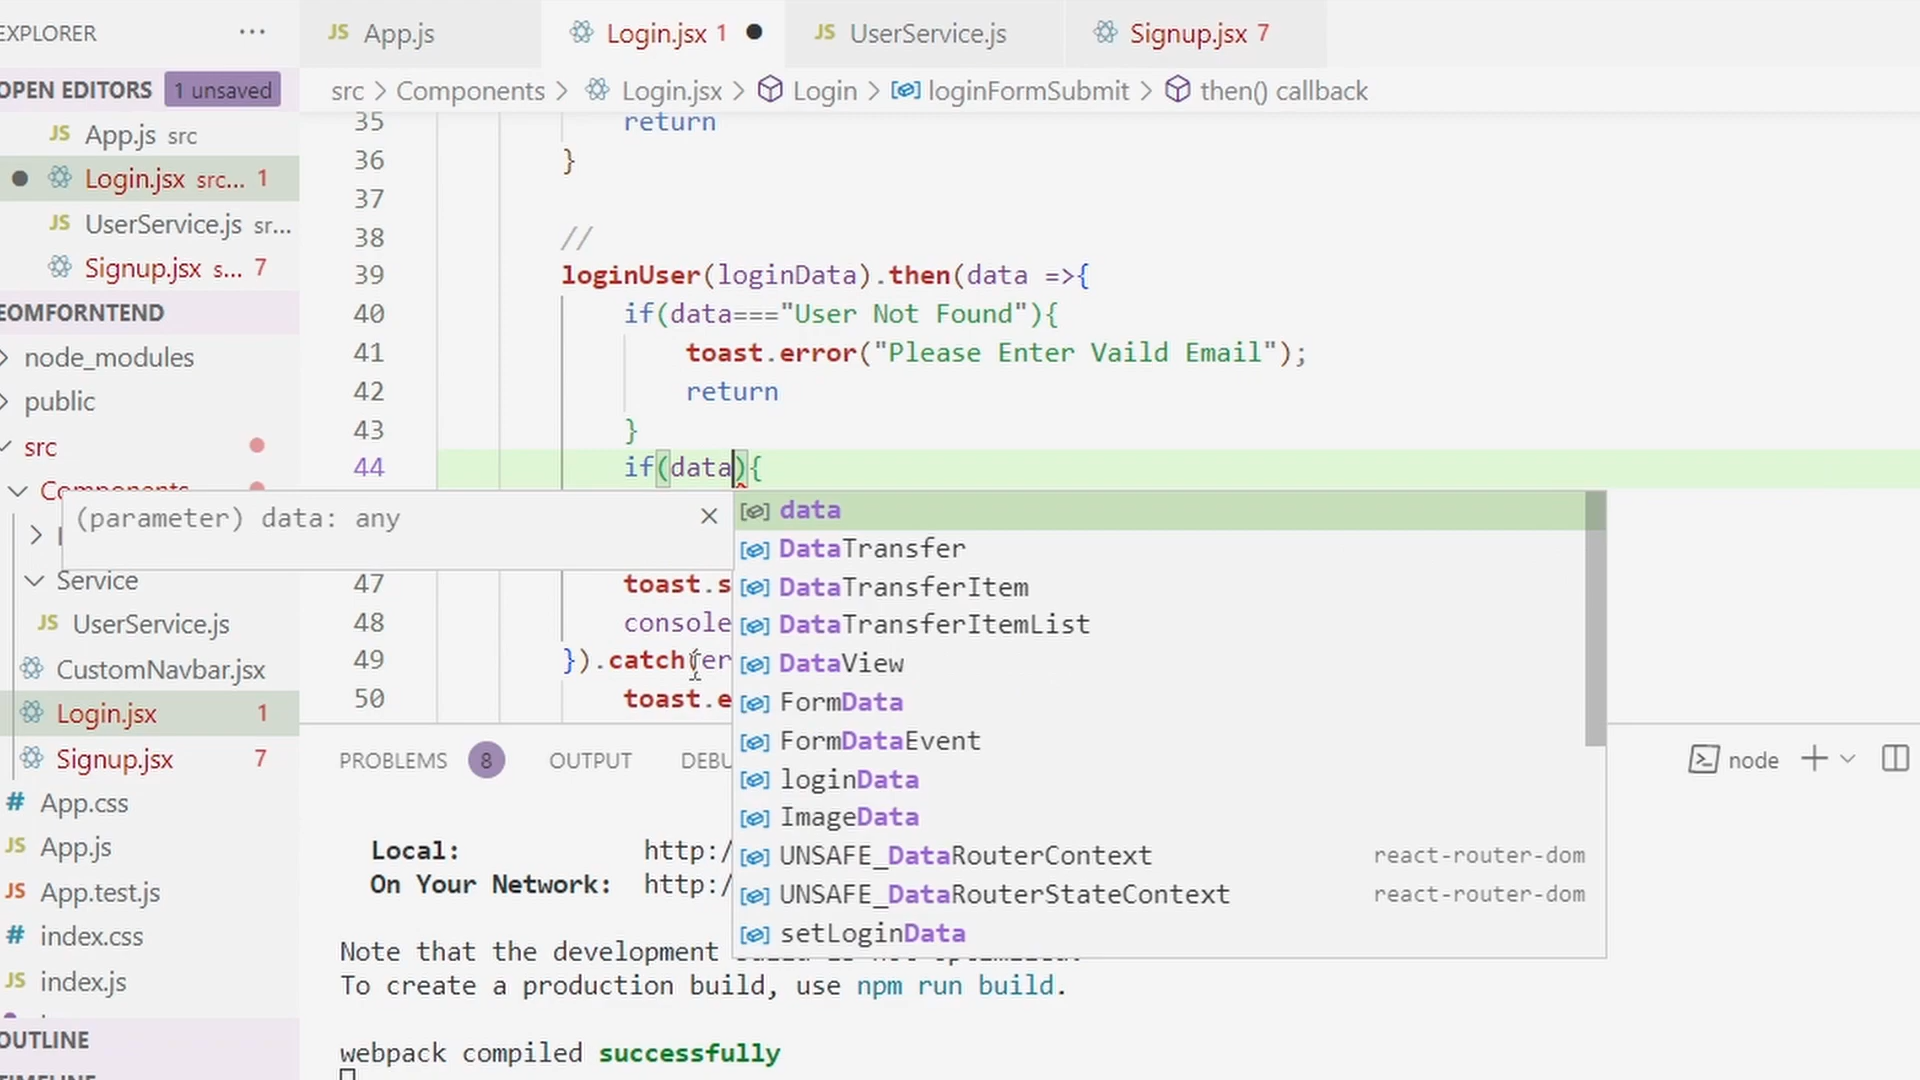 EXPLORER ...
JS App.js
Login.jsx 1
JS UserService.js
Signup.jsx 7
OPEN EDITORS 1 unsaved
JS App.js src
Login.jsx src... 1
JS UserService.js sr...
Signup.jsx s... 7
EOMFORNTEND
node_modules
public
src
Components
Service
JS UserService.js
CustomNavbar.jsx
Login.jsx 1
Signup.jsx 7
# App.css
JS App.js
JS App.test.js
# index.css
JS index.js
OUTLINE
TIMELINE
src > Components > Login.jsx > Login > loginFormSubmit > then() callback
35 return
36 }
37
38 //
39 loginUser(loginData).then(data =>{
40 if(data==="User Not Found"){
41 toast.error("Please Enter Vaild Email");
42 return
43 }
44 if(data){
(parameter) data: any
47 toast.s
48 console
49 }).catch(er
50 toast.e
data
DataTransfer
DataTransferItem
DataTransferItemList
DataView
FormData
FormDataEvent
loginData
ImageData
UNSAFE_DataRouterContext react-router-dom
UNSAFE_DataRouterStateContext react-router-dom
setLoginData
PROBLEMS 8 OUTPUT DEBU
node
Local: http:/
On Your Network: http:/
Note that the development build is not optimized.
To create a production build, use npm run build.
webpack compiled successfully